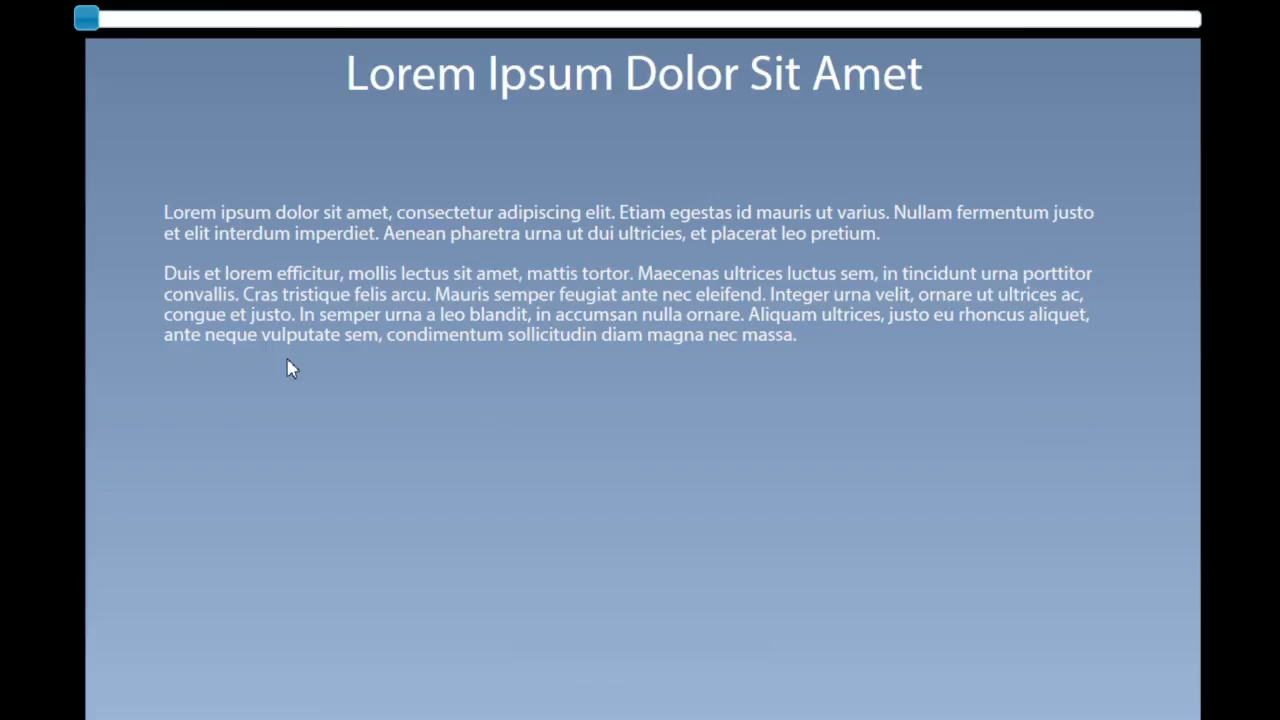 Lorem Ipsum Dolor Sit Amet
Lorem ipsum dolor sit amet, consectetur adipiscing elit. Etiam egestas id mauris ut varius. Nullam fermentum justo
et elit interdum imperdiet. Aenean pharetra urna ut dui ultricies, et placerat leo pretium.
Duis et lorem efficitur, mollis lectus sit amet, mattis tortor. Maecenas ultrices luctus sem, in tincidunt urna porttitor
convallis. Cras tristique felis arcu. Mauris semper feugiat ante nec eleifend. Integer urna velit, ornare ut ultrices ac,
congue et justo. In semper urna a leo blandit, in accumsan nulla ornare. Aliquam ultrices, justo eu rhoncus aliquet,
ante neque vulputate sem, condimentum sollicitudin diam magna nec massa.